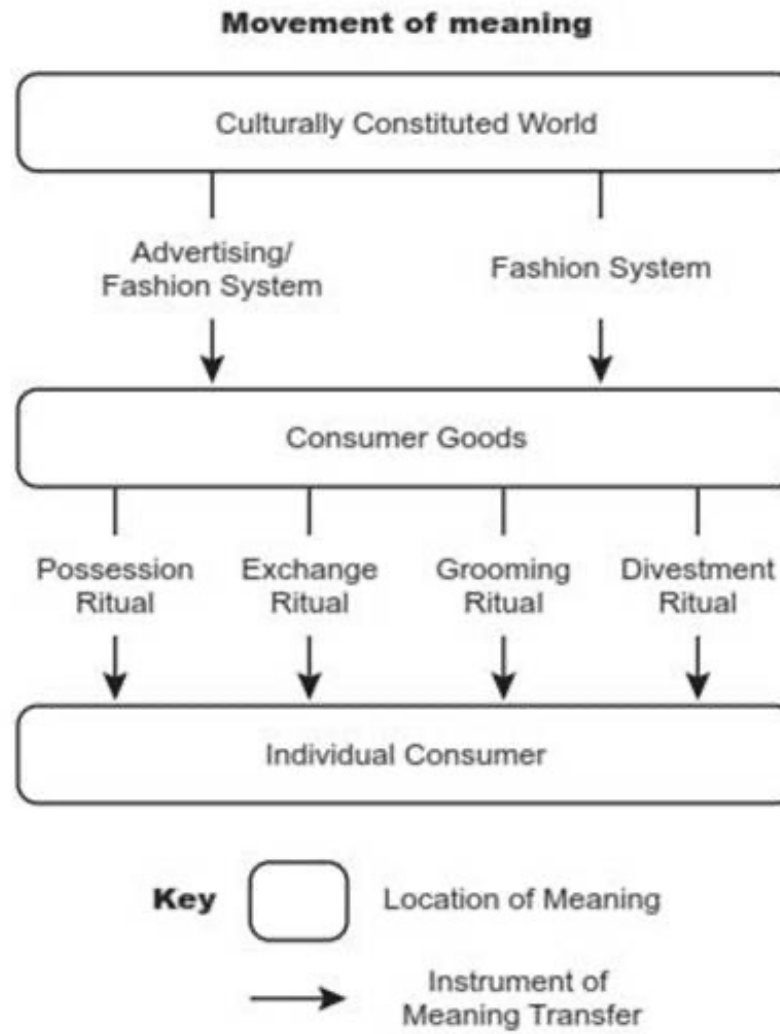 Movement of meaning
Culturally Constituted World
Advertising/
Fashion System
Fashion System
Consumer Goods
Possession
Ritual
Exchange
Ritual
Grooming
Ritual
Divestment
Ritual
Individual Consumer
Key
Location of Meaning
Instrument of
Meaning Transfer